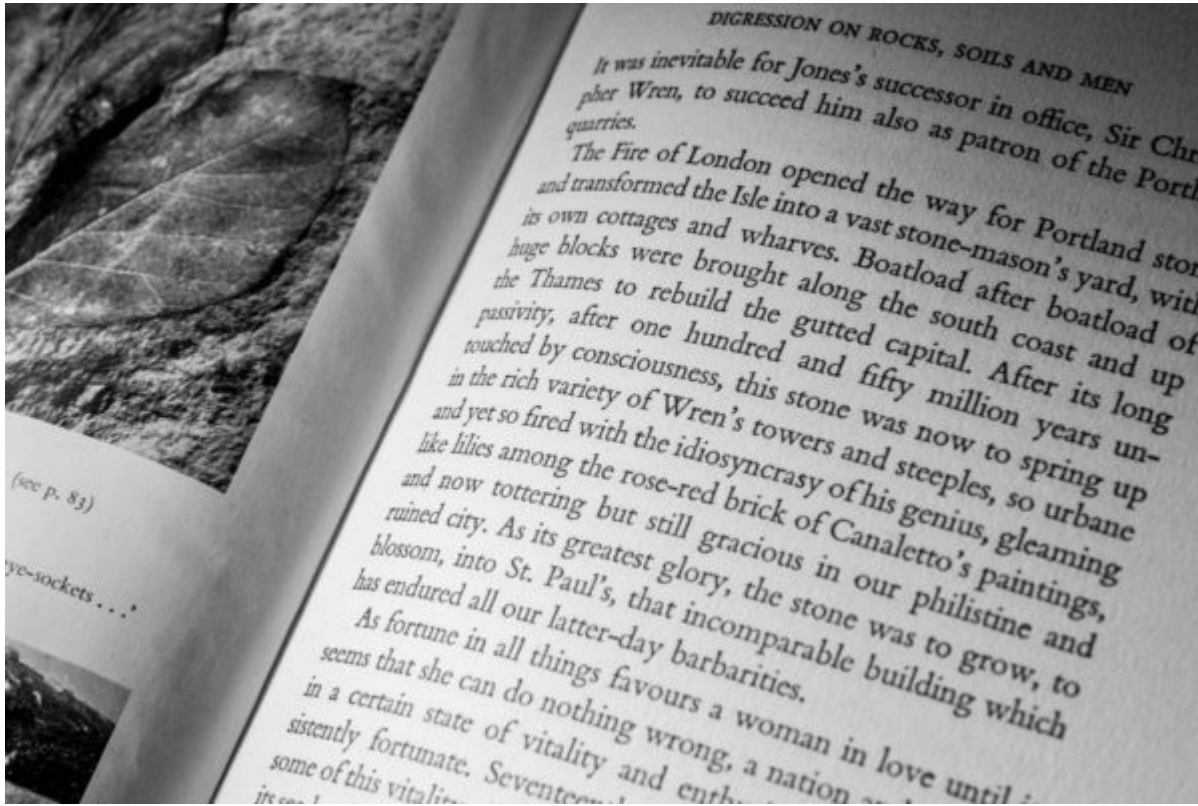 (see p. 83)
ye-sockets . . .’
DIGRESSION ON ROCKS, SOILS AND MEN
It was inevitable for Jones’s successor in office, Sir Chr
pher Wren, to succeed him also as patron of the Portl
quarries.
The Fire of London opened the way for Portland ston
and transformed the Isle into a vast stone-mason’s yard, with
its own cottages and wharves. Boatload after boatload of
huge blocks were brought along the south coast and up
the Thames to rebuild the gutted capital. After its long
passivity, after one hundred and fifty million years un-
touched by consciousness, this stone was now to spring up
in the rich variety of Wren’s towers and steeples, so urbane
and yet so fired with the idiosyncrasy of his genius, gleaming
like lilies among the rose-red brick of Canaletto’s paintings,
and now tottering but still gracious in our philistine and
ruined city. As its greatest glory, the stone was to grow, to
blossom, into St. Paul’s, that incomparable building which
has endured all our latter-day barbarities.
As fortune in all things favours a woman in love until i
seems that she can do nothing wrong, a nation
in a certain state of vitality and
sistently fortunate.
some of this vitality